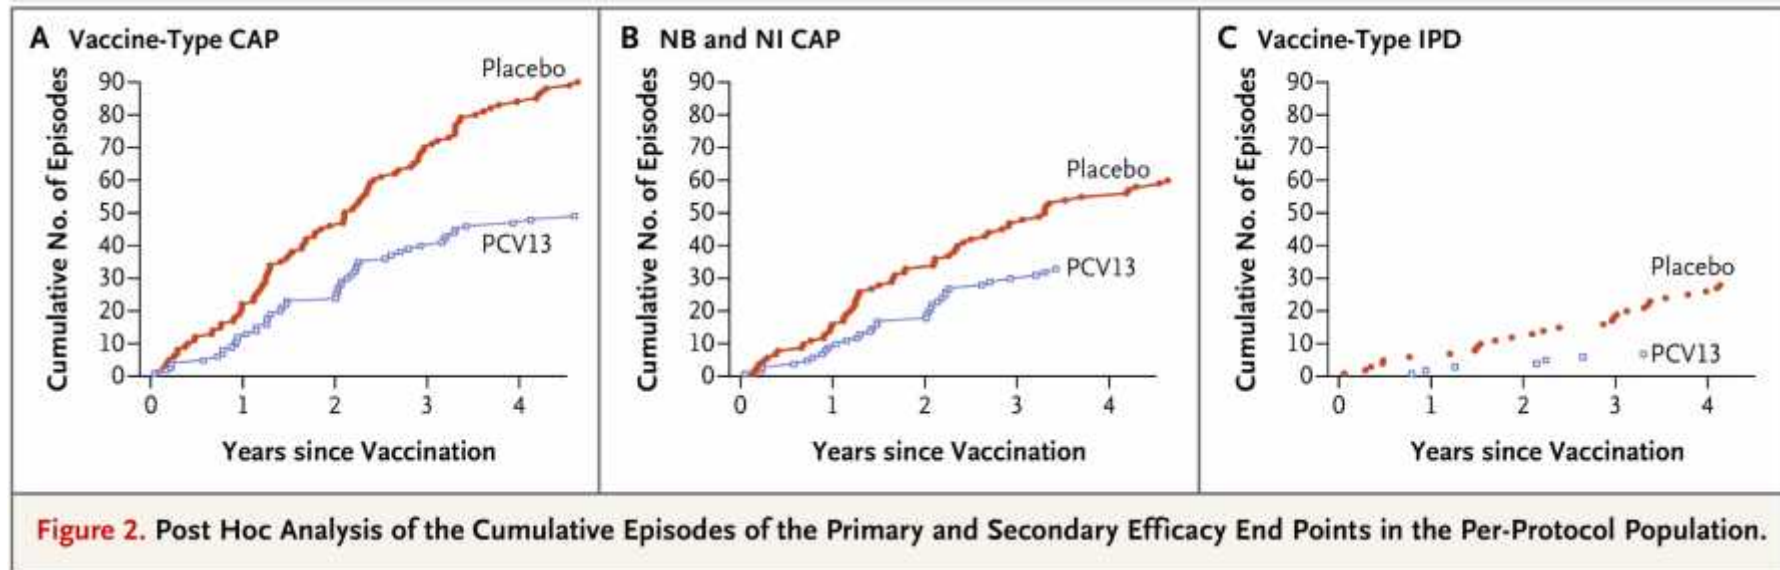 A Vaccine-Type CAP
Cumulative No. of Episodes
90
80
70
60
50
40
30
20
10
0
Placebo
PCV13
0 1 2 3 4
Years since Vaccination
B NB and NI CAP
Cumulative No. of Episodes
90
80
70
60
50
40
30
20
10
0
Placebo
PCV13
0 1 2 3 4
Years since Vaccination
C Vaccine-Type IPD
Cumulative No. of Episodes
90
80
70
60
50
40
30
20
10
0
Placebo
PCV13
0 1 2 3 4
Years since Vaccination
Figure 2. Post Hoc Analysis of the Cumulative Episodes of the Primary and Secondary Efficacy End Points in the Per-Protocol Population.